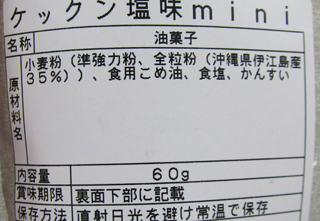 ケックン塩味mini
名称 油菓子
原材料名 小麦粉（準強力粉、全粒粉（沖縄県伊江島産
35％））、食用こめ油、食塩、かんすい
内容量 60g
賞味期限 裏面下部に記載
保存方法 直射日光を避け常温で保存